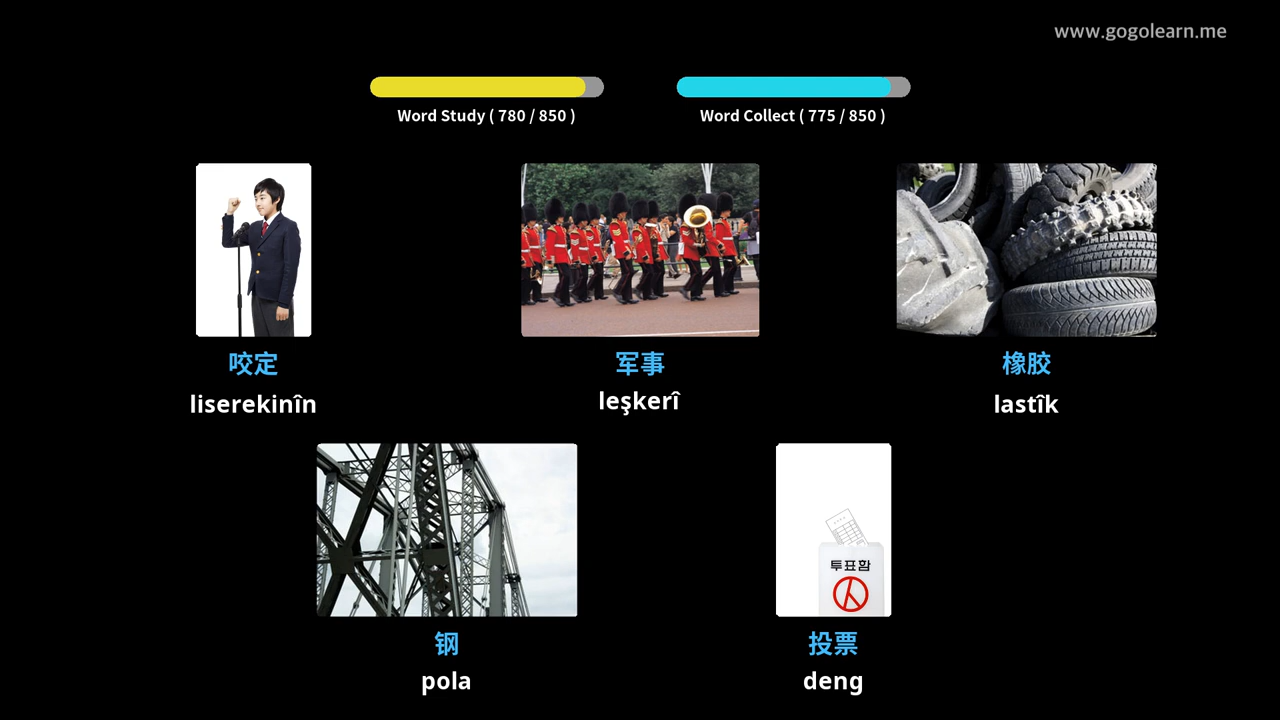 www.gogolearn.me
Word Study ( 780 / 850 )
Word Collect ( 775 / 850 )
咬定
军事
橡胶
liserekinîn
leşkerî
lastîk
투표함
钢
投票
pola
deng